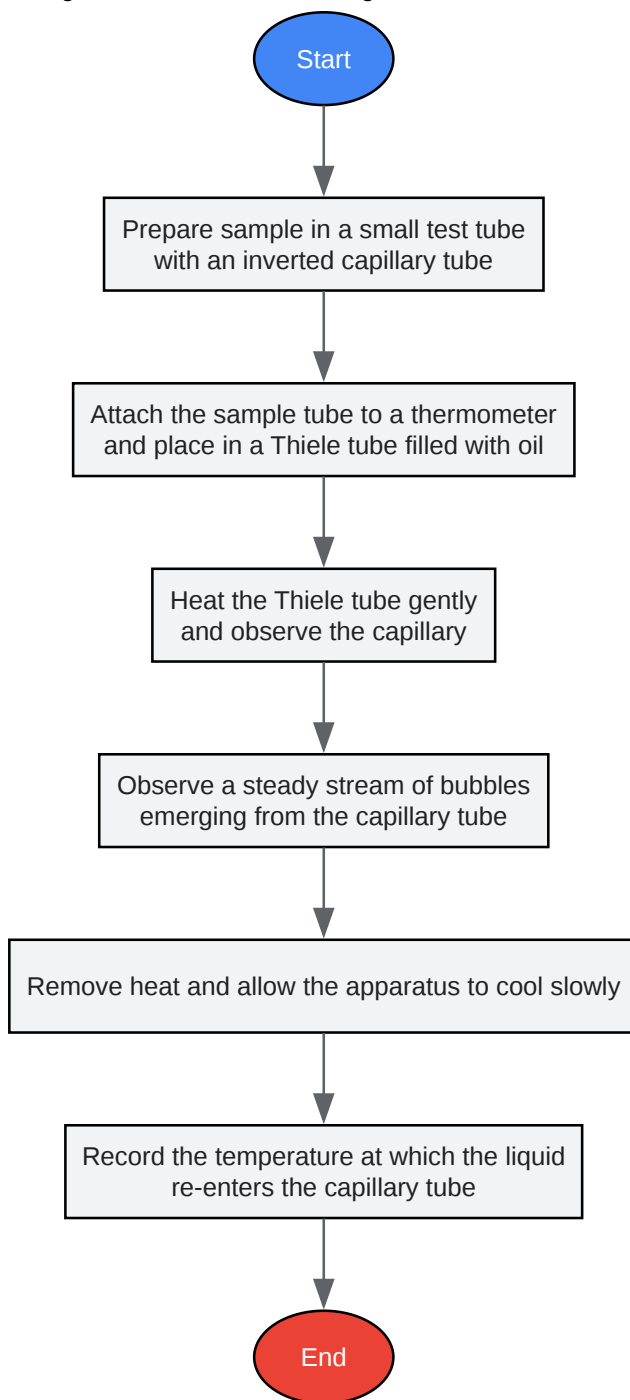 Start
Prepare sample in a small test tube
with an inverted capillary tube
Attach the sample tube to a thermometer
and place in a Thiele tube filled with oil
Heat the Thiele tube gently
and observe the capillary
Observe a steady stream of bubbles
emerging from the capillary tube
Remove heat and allow the apparatus to cool slowly
Record the temperature at which the liquid
re-enters the capillary tube
End